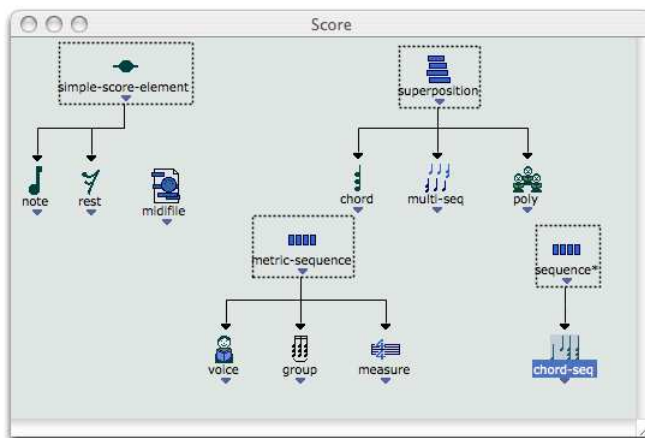 Score
simple-score-element
superposition
note
rest
midifile
chord
multi-seq
poly
metric-sequence
sequence*
voice
group
measure
chord-seq